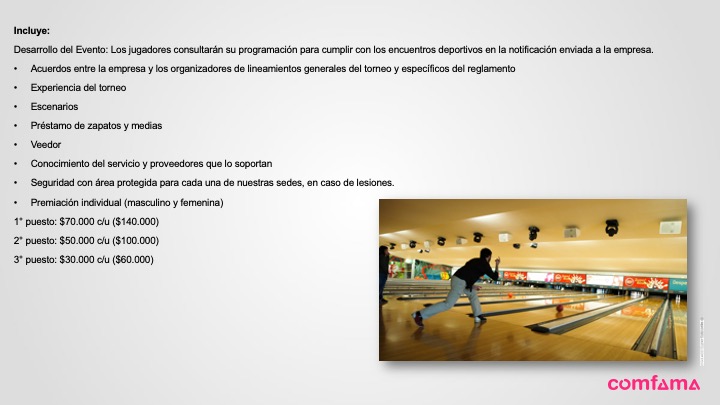 Incluye:
Desarrollo del Evento: Los jugadores consultarán su programación para cumplir con los encuentros deportivos en la notificación enviada a la empresa.
• Acuerdos entre la empresa y los organizadores de lineamientos generales del torneo y específicos del reglamento
• Experiencia del torneo
• Escenarios
• Préstamo de zapatos y medias
• Veedor
• Conocimiento del servicio y proveedores que lo soportan
• Seguridad con área protegida para cada una de nuestras sedes, en caso de lesiones.
• Premiación individual (masculino y femenina)
1° puesto: $70.000 c/u ($140.000)
2° puesto: $50.000 c/u ($100.000)
3° puesto: $30.000 c/u ($60.000)
comfama